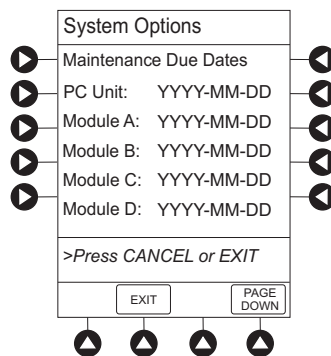 System Options
Maintenance Due Dates
PC Unit: YYYY-MM-DD
Module A: YYYY-MM-DD
Module B: YYYY-MM-DD
Module C: YYYY-MM-DD
Module D: YYYY-MM-DD
>Press CANCEL or EXIT
EXIT
PAGE
DOWN